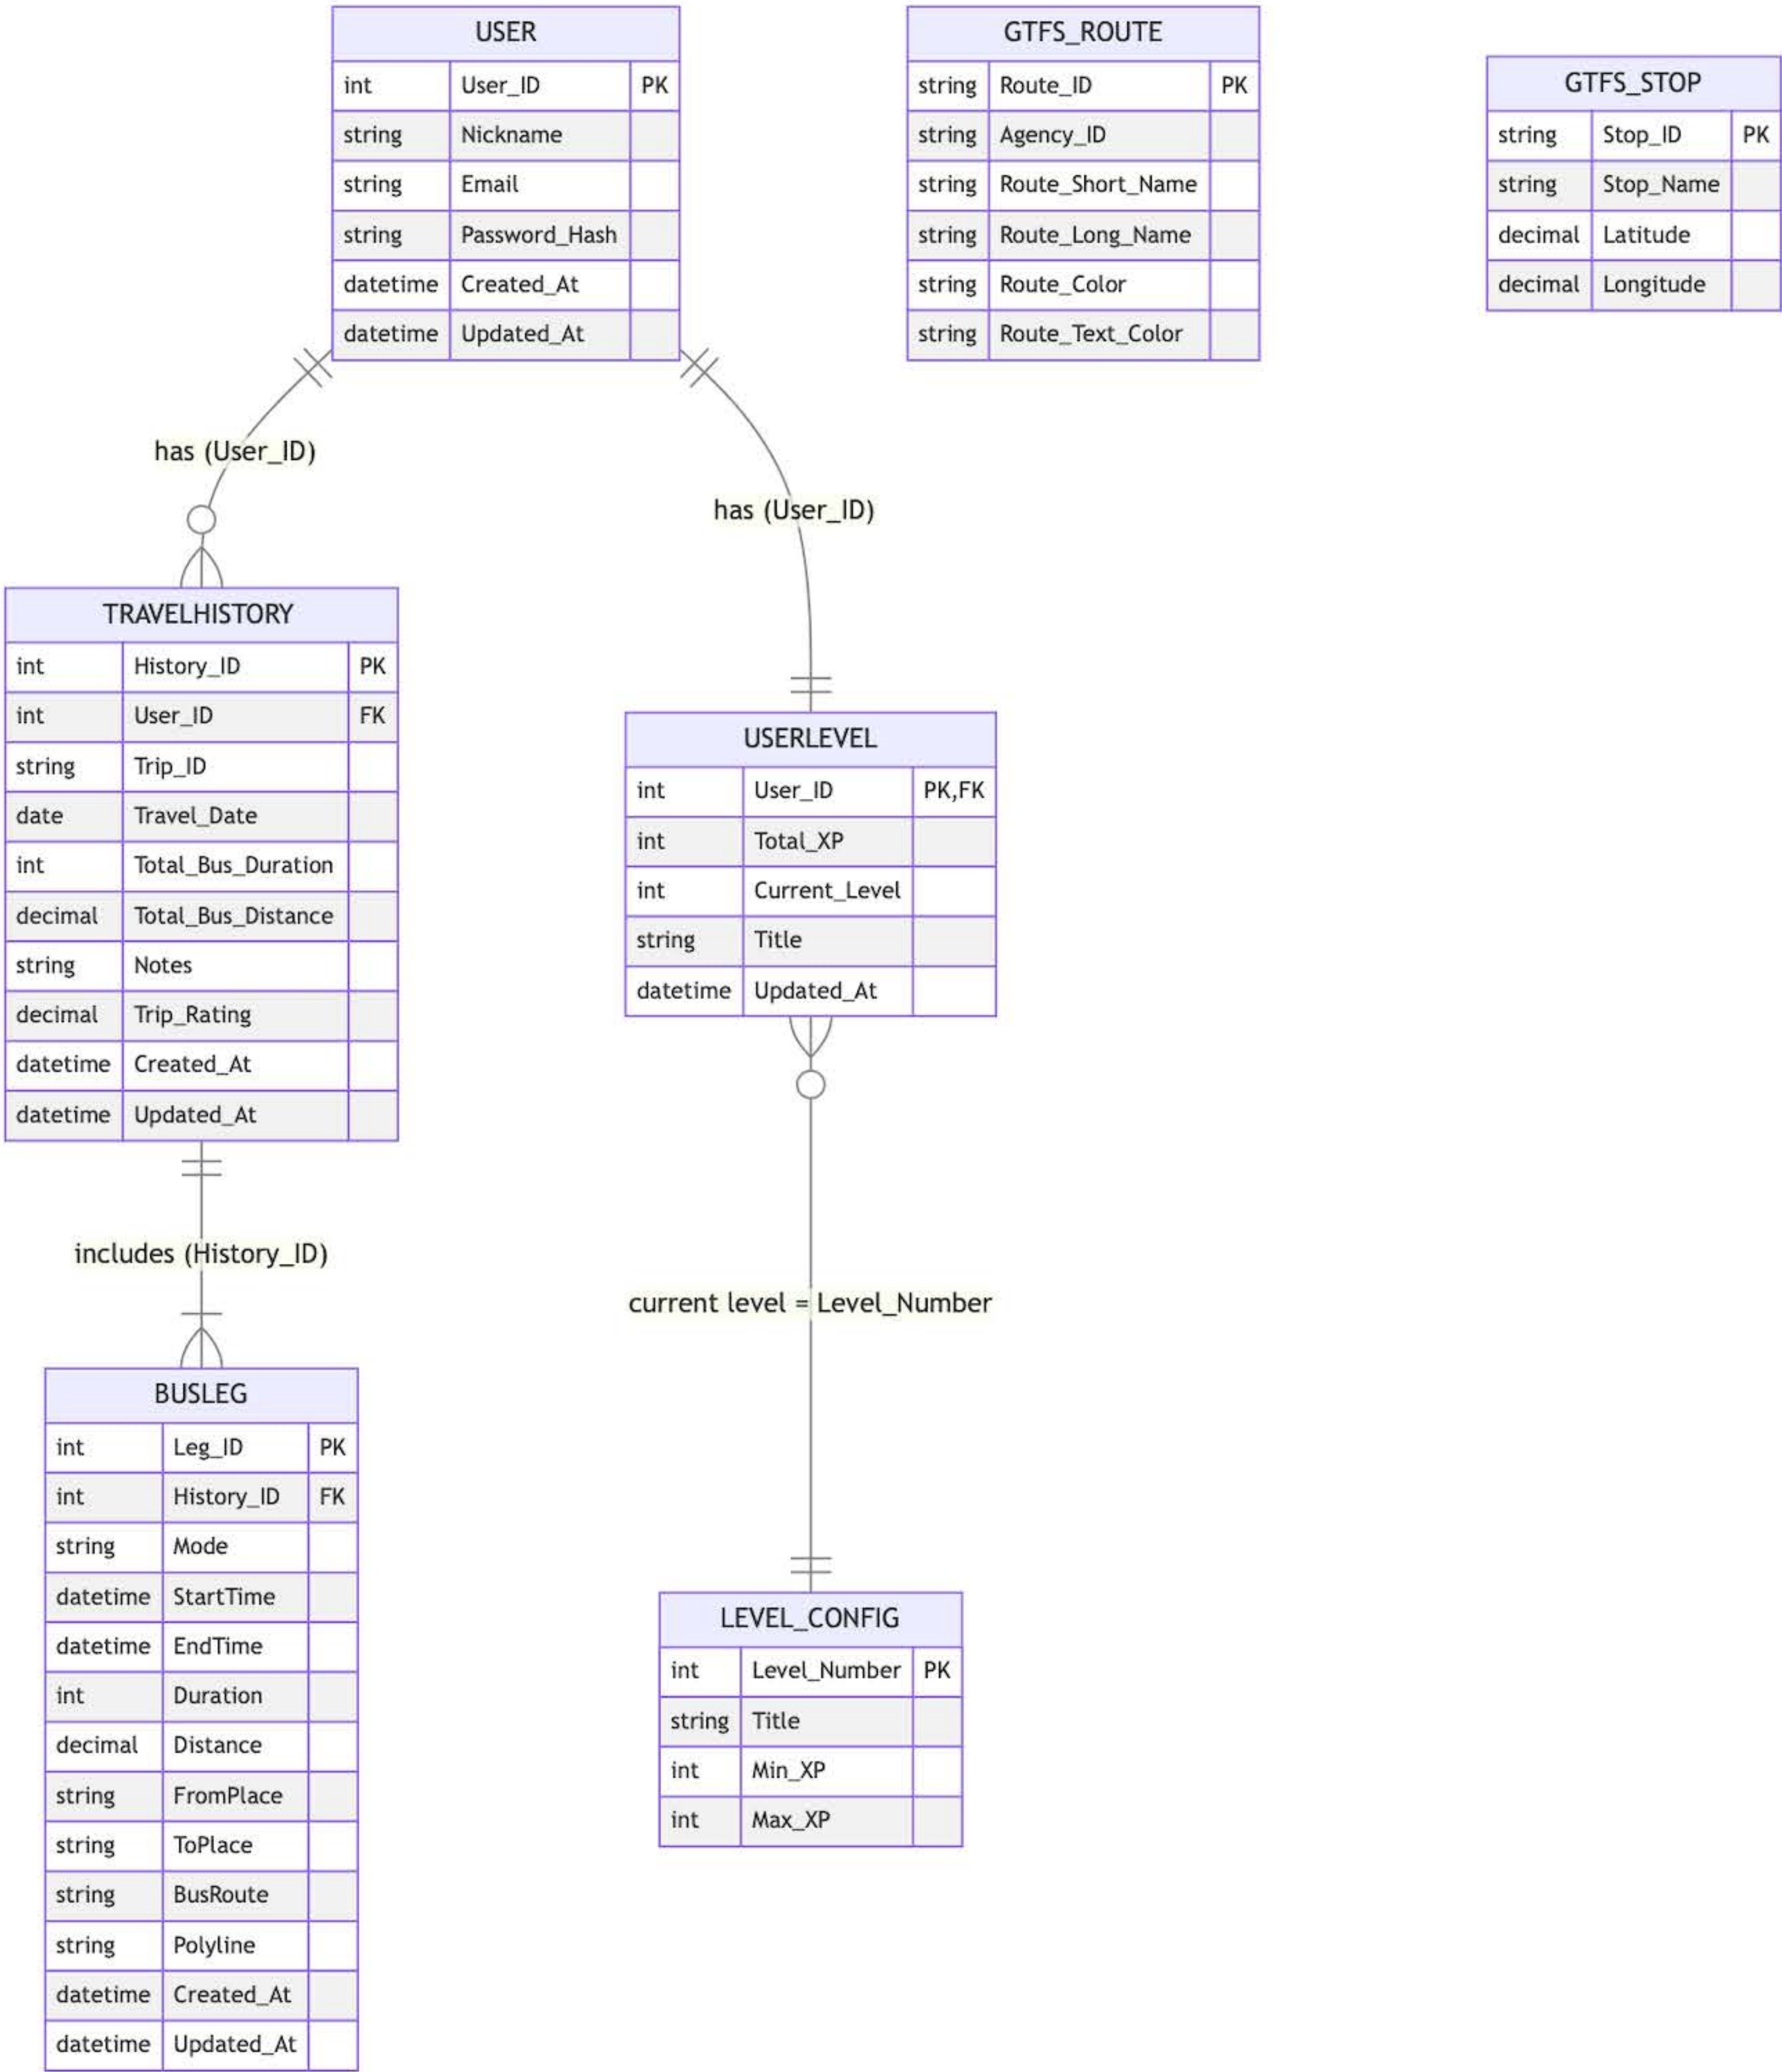 USER
int User_ID PK
string Nickname
string Email
string Password_Hash
datetime Created_At
datetime Updated_At
GTFS_ROUTE
string Route_ID PK
string Agency_ID
string Route_Short_Name
string Route_Long_Name
string Route_Color
string Route_Text_Color
GTFS_STOP
string Stop_ID PK
string Stop_Name
decimal Latitude
decimal Longitude
has (User_ID)
has (User_ID)
TRAVELHISTORY
int History_ID PK
int User_ID FK
string Trip_ID
date Travel_Date
int Total_Bus_Duration
decimal Total_Bus_Distance
string Notes
decimal Trip_Rating
datetime Created_At
datetime Updated_At
USERLEVEL
int User_ID PK,FK
int Total_XP
int Current_Level
string Title
datetime Updated_At
includes (History_ID)
current level = Level_Number
BUSLEG
int Leg_ID PK
int History_ID FK
string Mode
datetime StartTime
datetime EndTime
int Duration
decimal Distance
string FromPlace
string ToPlace
string BusRoute
string Polyline
datetime Created_At
datetime Updated_At
LEVEL_CONFIG
int Level_Number PK
string Title
int Min_XP
int Max_XP